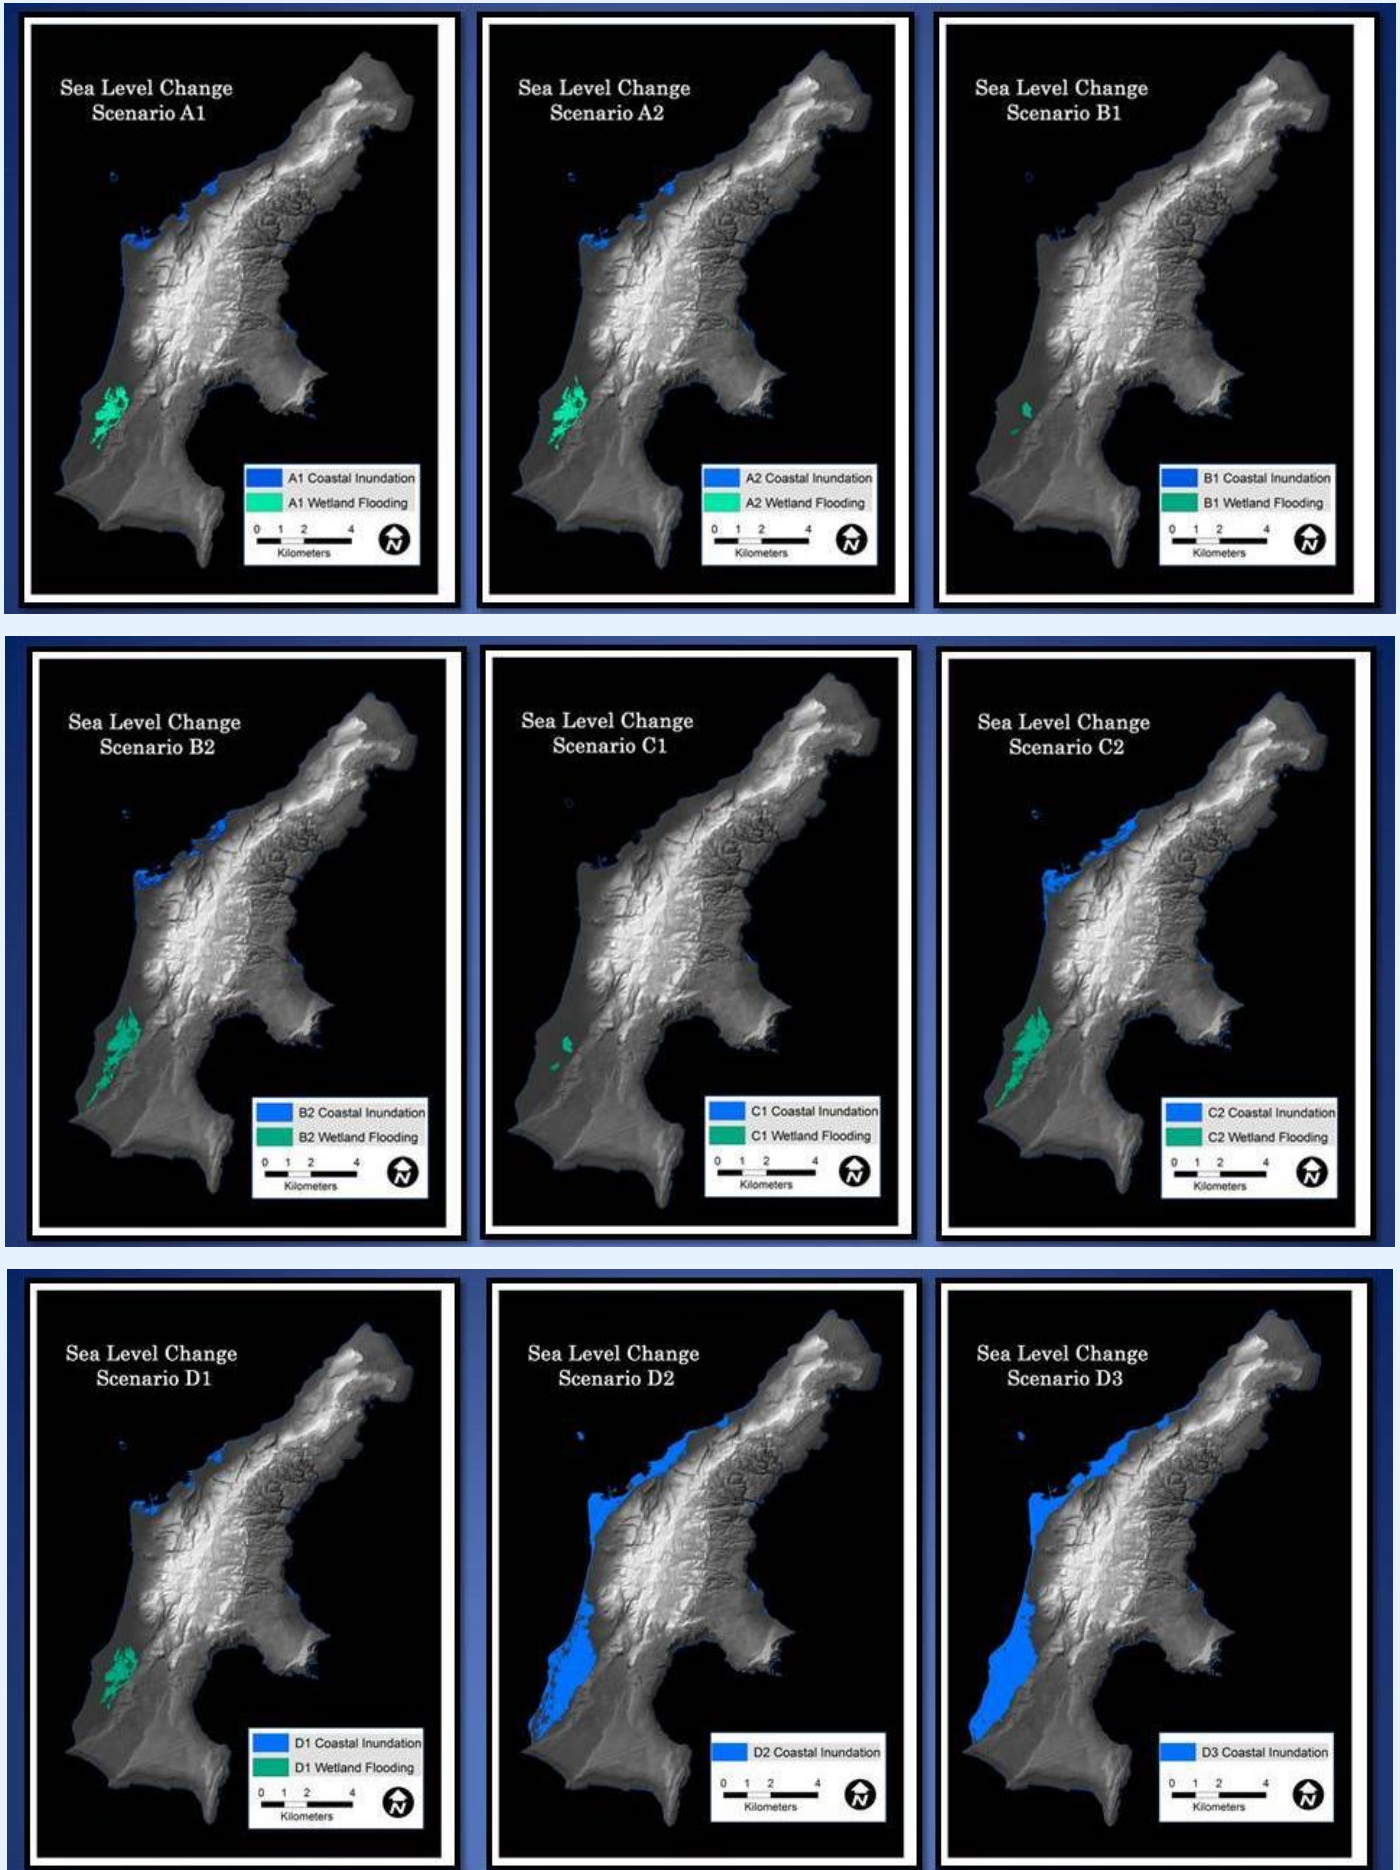 Sea Level Change
Scenario A1
A1 Coastal Inundation
A1 Wetland Flooding
0 1 2 4
Kilometers
N
Sea Level Change
Scenario A2
A2 Coastal Inundation
A2 Wetland Flooding
0 1 2 4
Kilometers
N
Sea Level Change
Scenario B1
B1 Coastal Inundation
B1 Wetland Flooding
0 1 2 4
Kilometers
N
Sea Level Change
Scenario B2
B2 Coastal Inundation
B2 Wetland Flooding
0 1 2 4
Kilometers
N
Sea Level Change
Scenario C1
C1 Coastal Inundation
C1 Wetland Flooding
0 1 2 4
Kilometers
N
Sea Level Change
Scenario C2
C2 Coastal Inundation
C2 Wetland Flooding
0 1 2 4
Kilometers
N
Sea Level Change
Scenario D1
D1 Coastal Inundation
D1 Wetland Flooding
0 1 2 4
Kilometers
N
Sea Level Change
Scenario D2
D2 Coastal Inundation
0 1 2 4
Kilometers
N
Sea Level Change
Scenario D3
D3 Coastal Inundation
0 1 2 4
Kilometers
N